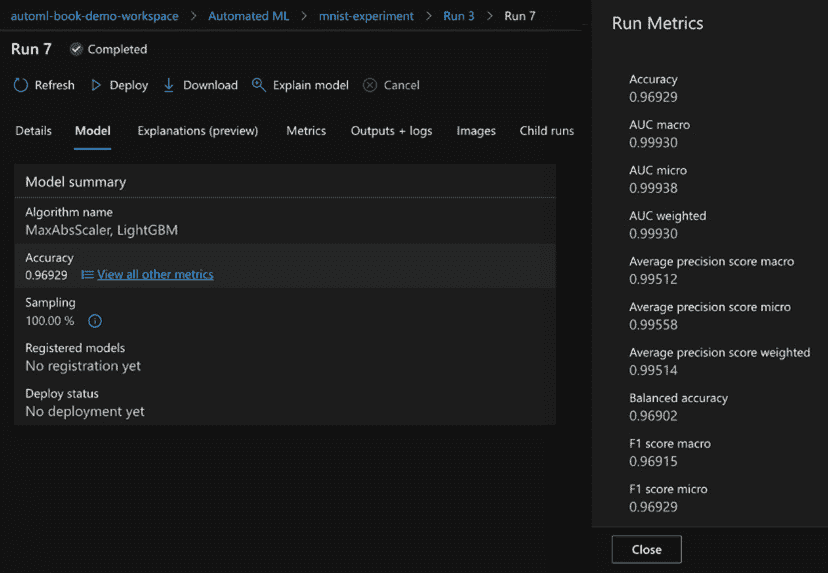 automl-book-demo-workspace > Automated ML > mnist-experiment > Run 3 > Run 7
Run 7 Completed
Refresh Deploy Download Explain model Cancel
Details Model Explanations (preview) Metrics Outputs + logs Images Child runs
Model summary
Algorithm name
MaxAbsScaler, LightGBM
Accuracy
0.96929 View all other metrics
Sampling
100.00 %
Registered models
No registration yet
Deploy status
No deployment yet
Run Metrics
Accuracy
0.96929
AUC macro
0.99930
AUC micro
0.99938
AUC weighted
0.99930
Average precision score macro
0.99512
Average precision score micro
0.99558
Average precision score weighted
0.99514
Balanced accuracy
0.96902
F1 score macro
0.96915
F1 score micro
0.96929
Close